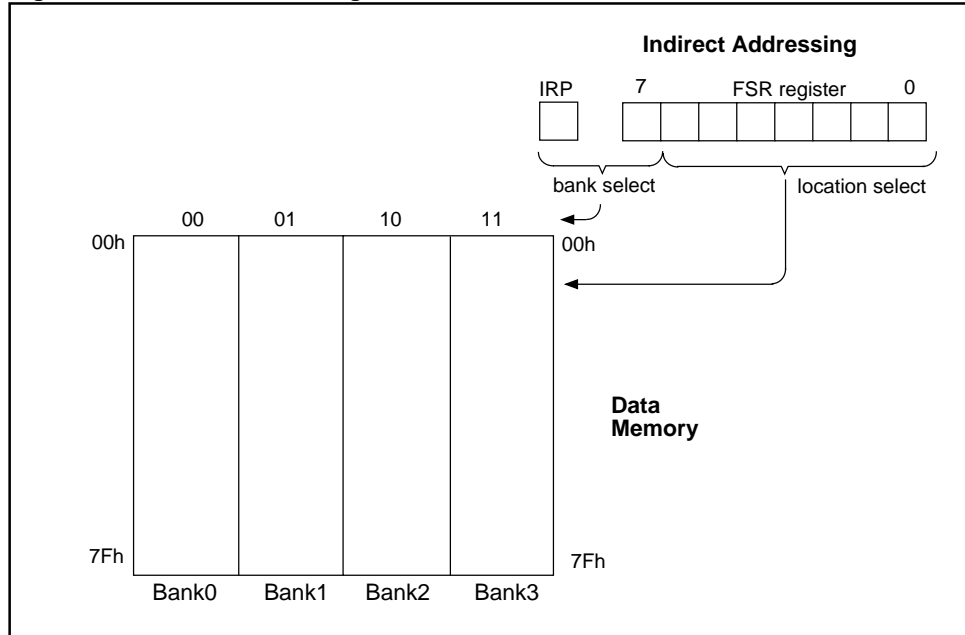 Indirect Addressing
IRP 7 FSR register 0
bank select location select
00 01 10 11
00h 00h
Data
Memory
7Fh 7Fh
Bank0 Bank1 Bank2 Bank3